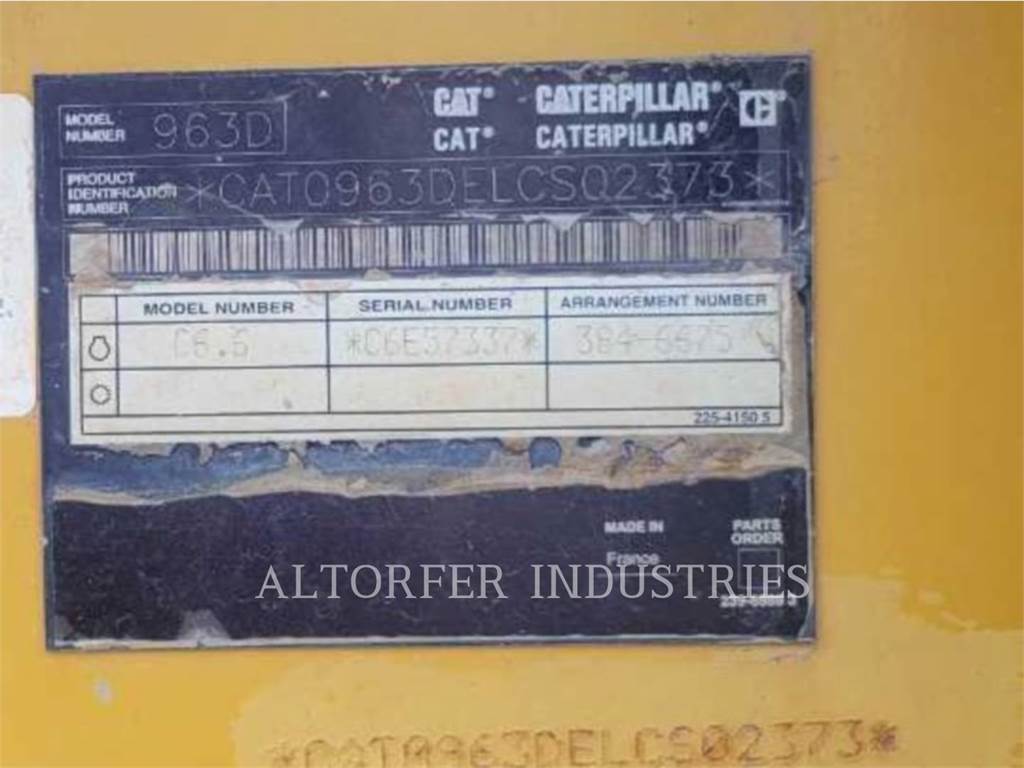 CAT® CATERPILLAR®
CAT® CATERPILLAR®
MODEL NUMBER 963D
PRODUCT IDENTIFICATION NUMBER *CAT0963DELCS02373*
MODEL NUMBER SERIAL NUMBER ARRANGEMENT NUMBER
C6.6 *C6E57337* 384-6675
225-4150 5
MADE IN
France
PARTS
ORDER
ALTORFER INDUSTRIES
*CAT0963DELCS02373*